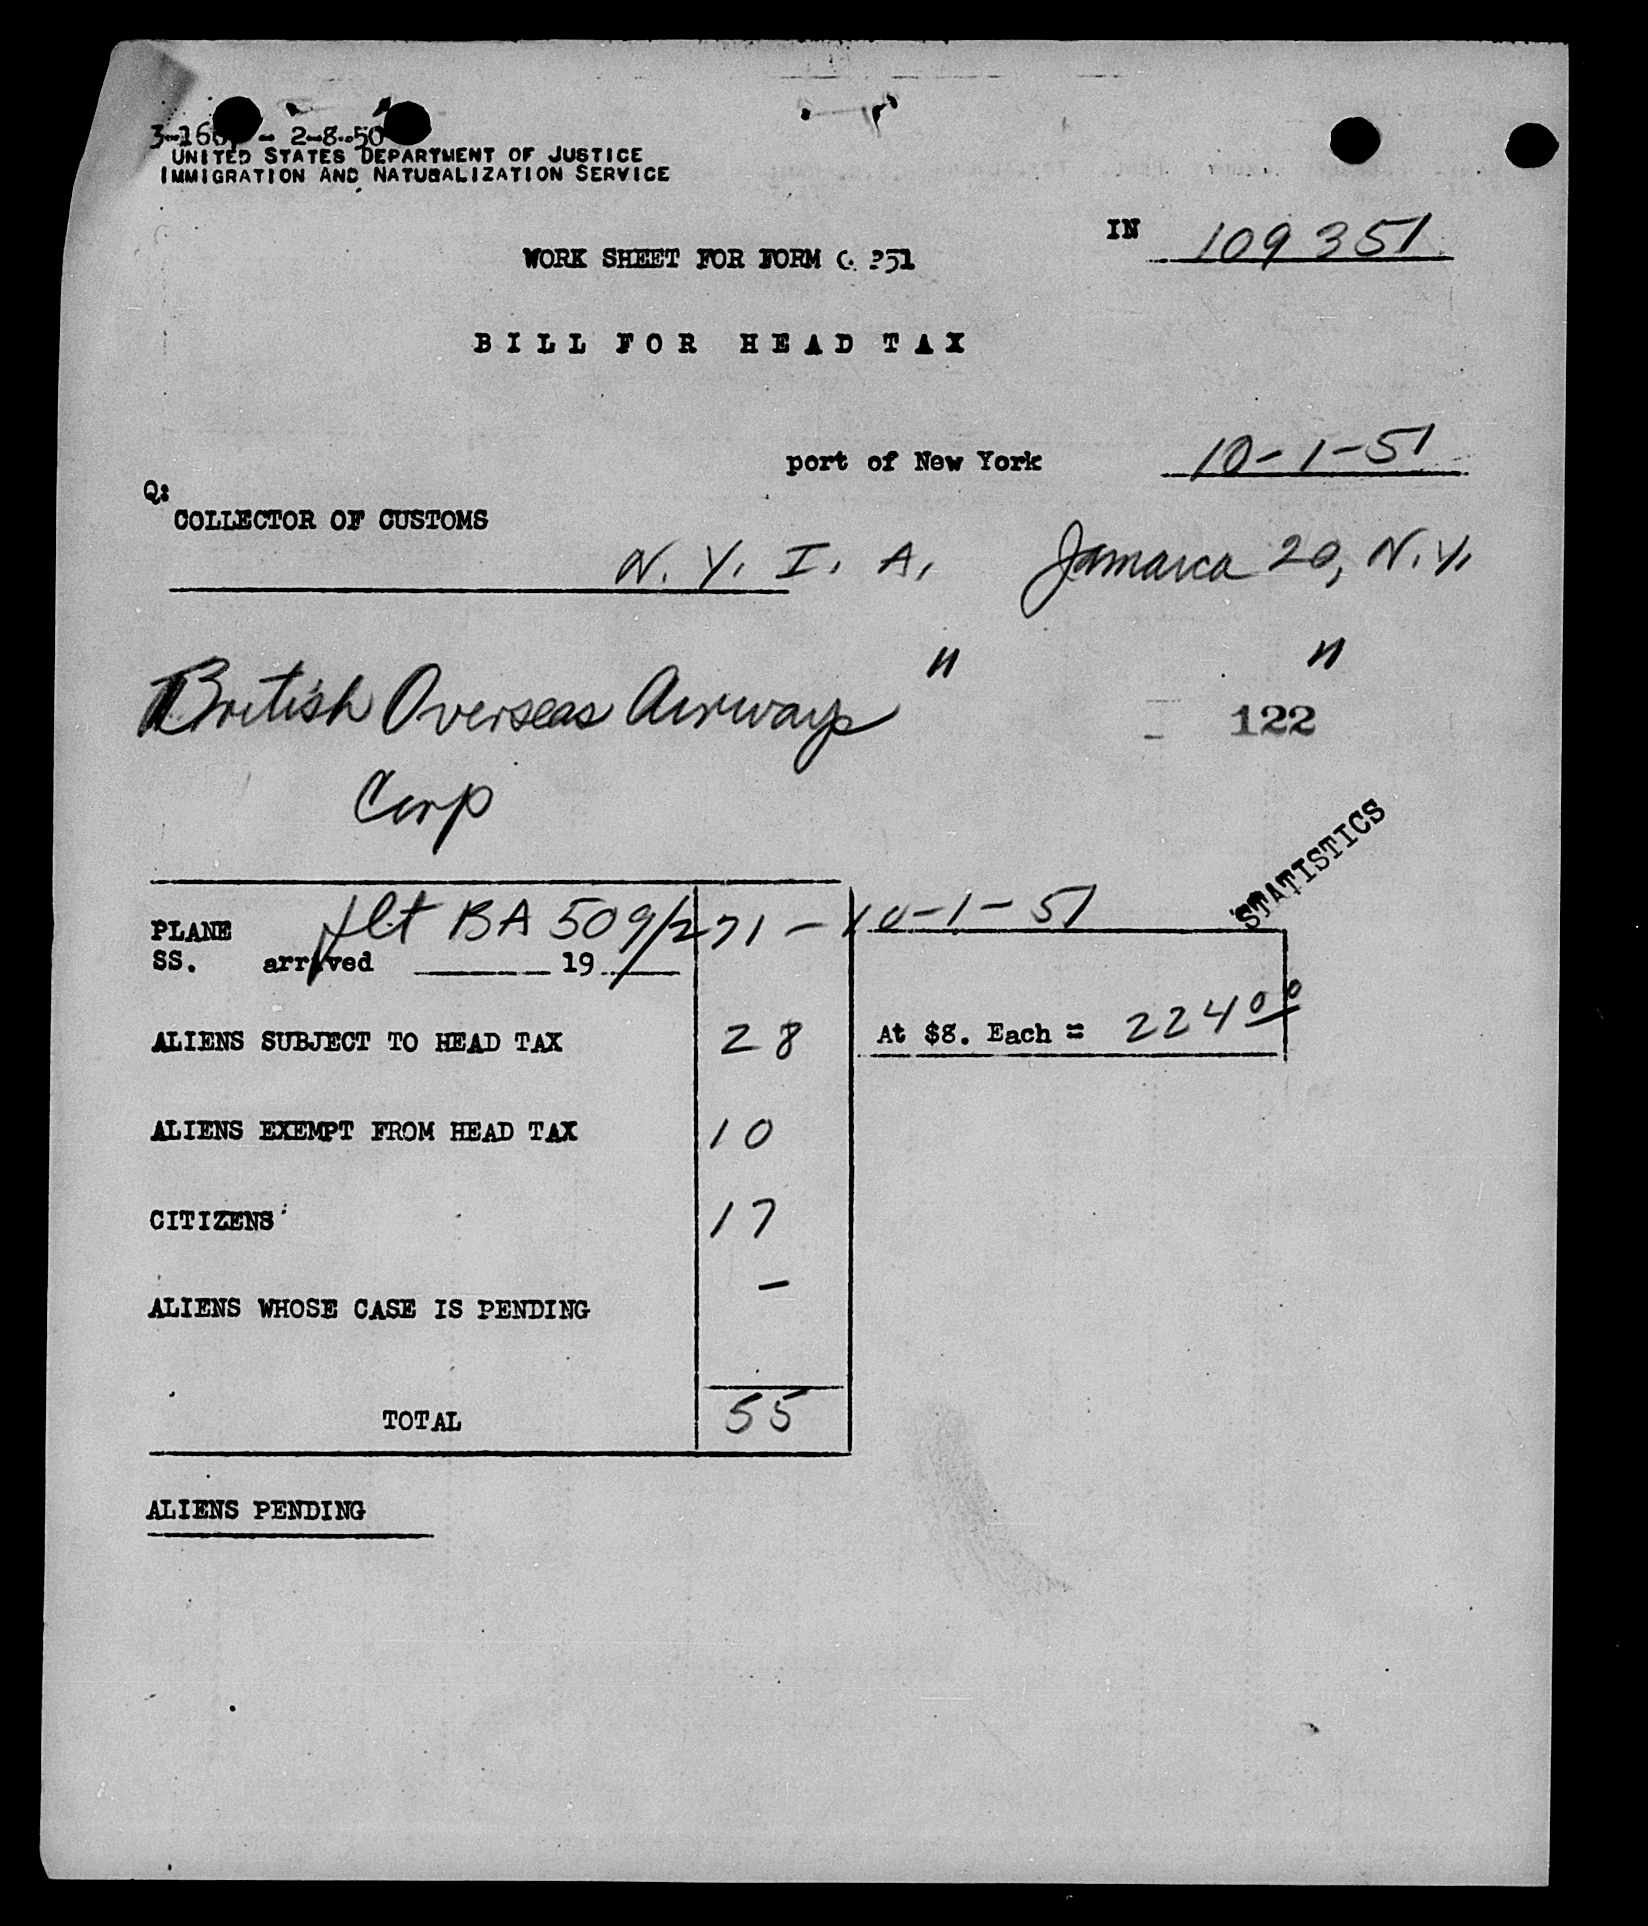 - 2-8-50
UNITED STATES DEPARTMENT OF JUSTICE
IMMIGRATION AND NATURALIZATION SERVICE
IN 109351
WORK SHEET FOR FORM
BILL FOR HEAD TAX
port of New York 10-1-51
Q:
COLLECTOR OF CUSTOMS
N.Y.I.A. Jamaica 20, N.Y.
" "
British Overseas Airways
122
Corp
STATISTICS
PLANE flt BA 509/271 - 10-1-51
SS. arrived 19
ALIENS SUBJECT TO HEAD TAX 28 At $8. Each = 224 00
ALIENS EXEMPT FROM HEAD TAX 10
CITIZENS 17
ALIENS WHOSE CASE IS PENDING -
TOTAL 55
ALIENS PENDING